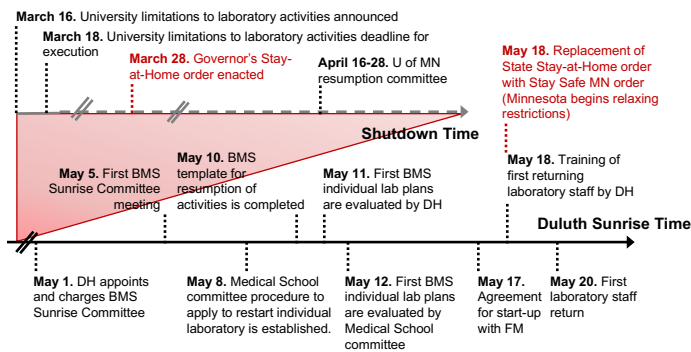 March 16. University limitations to laboratory activities announced
March 18. University limitations to laboratory activities deadline for
execution
March 28. Governor's Stay-
at-Home order enacted
April 16-28. U of MN
resumption committee
May 18. Replacement of
State Stay-at-Home order
with Stay Safe MN order
(Minnesota begins relaxing
restrictions)
Shutdown Time
May 5. First BMS
Sunrise Committee
meeting
May 10. BMS
template for
resumption of
activities is completed
May 11. First BMS
individual lab plans
are evaluated by DH
May 18. Training of
first returning
laboratory staff by DH
Duluth Sunrise Time
May 1. DH appoints
and charges BMS
Sunrise Committee
May 8. Medical School
committee procedure to
apply to restart individual
laboratory is established.
May 12. First BMS
individual lab plans
are evaluated by
Medical School
committee
May 17.
Agreement
for start-up
with FM
May 20. First
laboratory staff
return